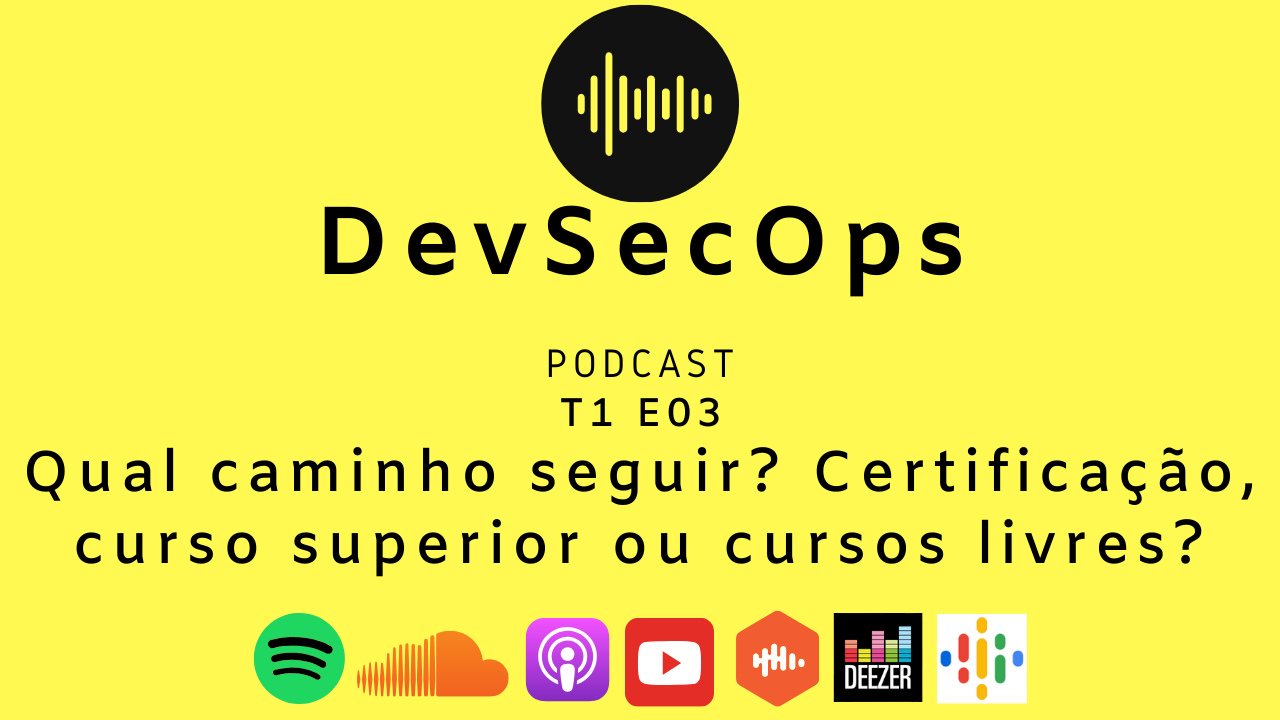 DevSecOps
PODCAST
T1 E03
Qual caminho seguir? Certificação,
curso superior ou cursos livres?
DEEZER